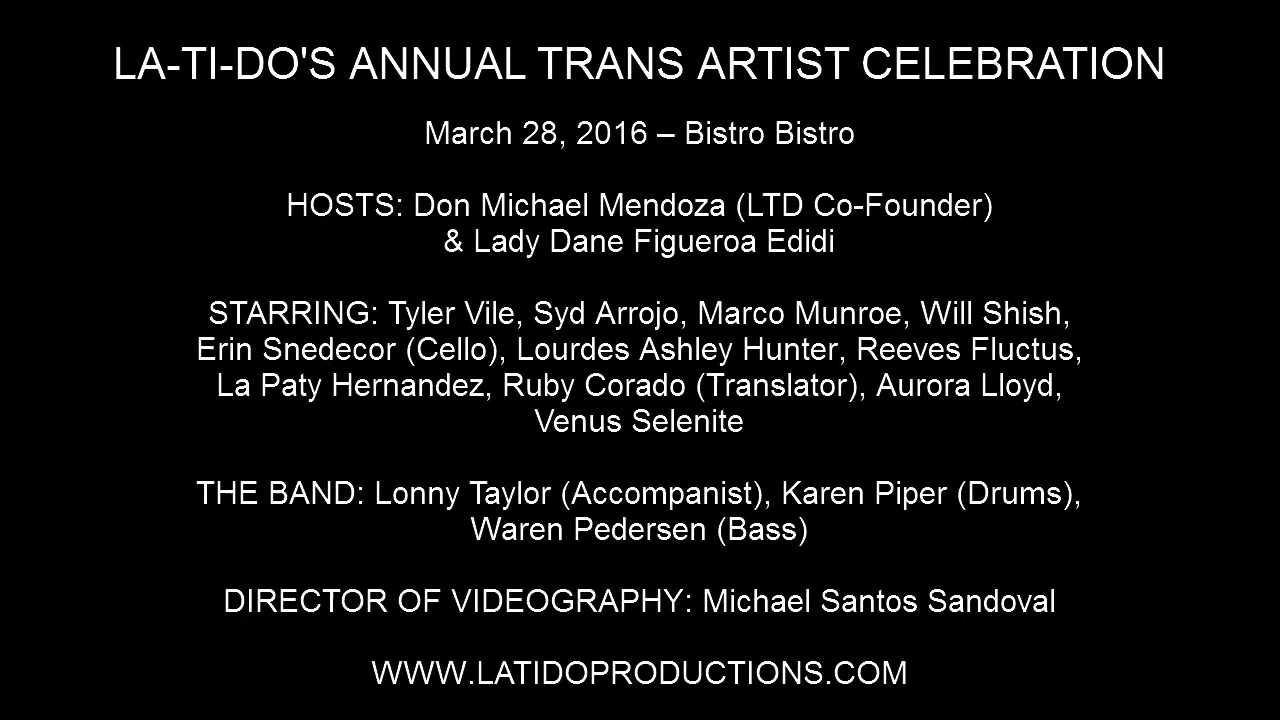 LA-TI-DO'S ANNUAL TRANS ARTIST CELEBRATION
March 28, 2016 – Bistro Bistro
HOSTS: Don Michael Mendoza (LTD Co-Founder)
& Lady Dane Figueroa Edidi
STARRING: Tyler Vile, Syd Arrojo, Marco Munroe, Will Shish,
Erin Snedecor (Cello), Lourdes Ashley Hunter, Reeves Fluctus,
La Paty Hernandez, Ruby Corado (Translator), Aurora Lloyd,
Venus Selenite
THE BAND: Lonny Taylor (Accompanist), Karen Piper (Drums),
Waren Pedersen (Bass)
DIRECTOR OF VIDEOGRAPHY: Michael Santos Sandoval
WWW.LATIDOPRODUCTIONS.COM